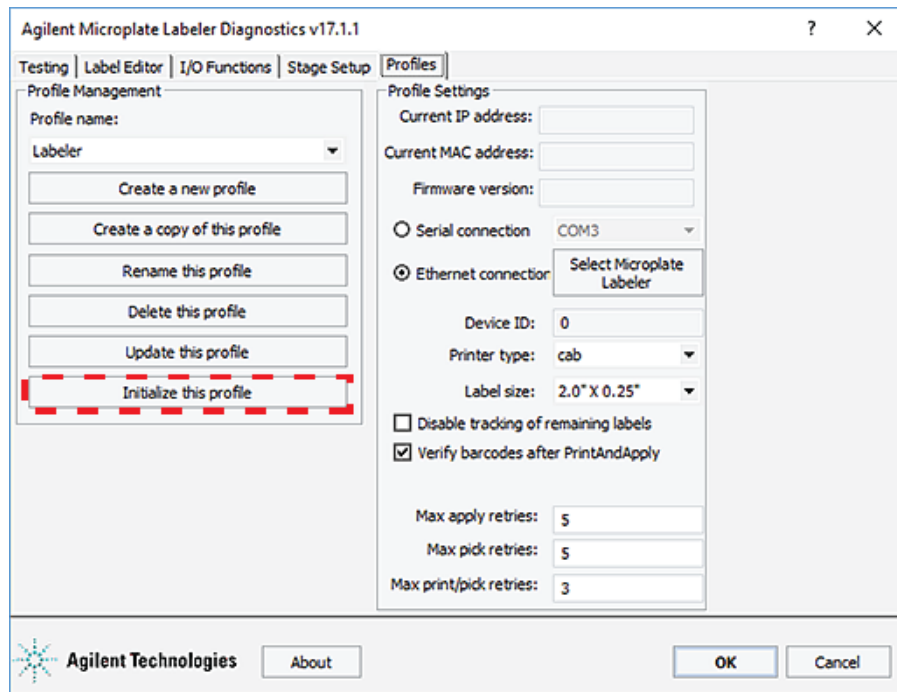 Agilent Microplate Labeler Diagnostics v17.1.1
Testing
Label Editor
I/O Functions
Stage Setup
Profiles
Profile Management
Profile name:
Labeler
Create a new profile
Create a copy of this profile
Rename this profile
Delete this profile
Update this profile
Initialize this profile
Profile Settings
Current IP address:
Current MAC address:
Firmware version:
Serial connection COM3
Ethernet connection Select Microplate
Labeler
Device ID: 0
Printer type: cab
Label size: 2.0" X 0.25"
Disable tracking of remaining labels
Verify barcodes after PrintAndApply
Max apply retries: 5
Max pick retries: 5
Max print/pick retries: 3
Agilent Technologies
About
OK
Cancel